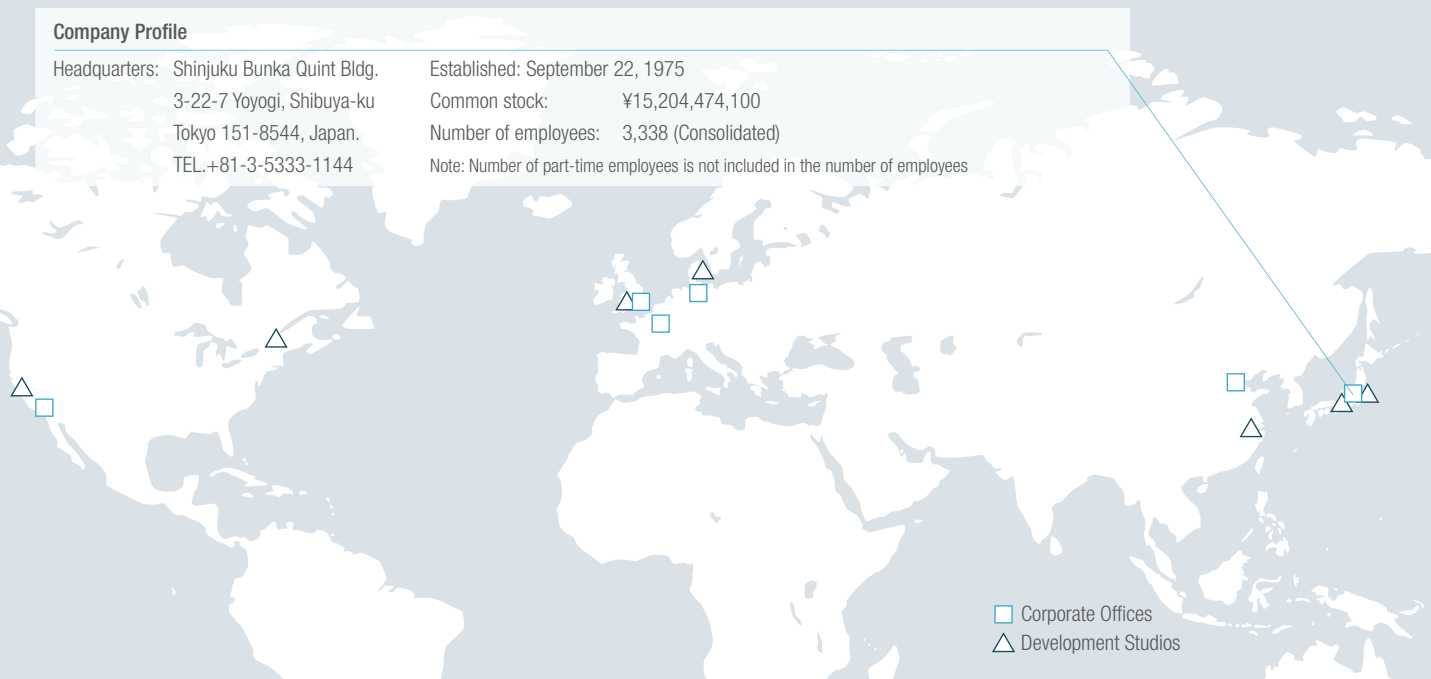 Company Profile
Headquarters: Shinjuku Bunka Quint Bldg.
3-22-7 Yoyogi, Shibuya-ku
Tokyo 151-8544, Japan.
TEL.+81-3-5333-1144
Established: September 22, 1975
Common stock: ¥15,204,474,100
Number of employees: 3,338 (Consolidated)
Note: Number of part-time employees is not included in the number of employees
Corporate Offices
Development Studios